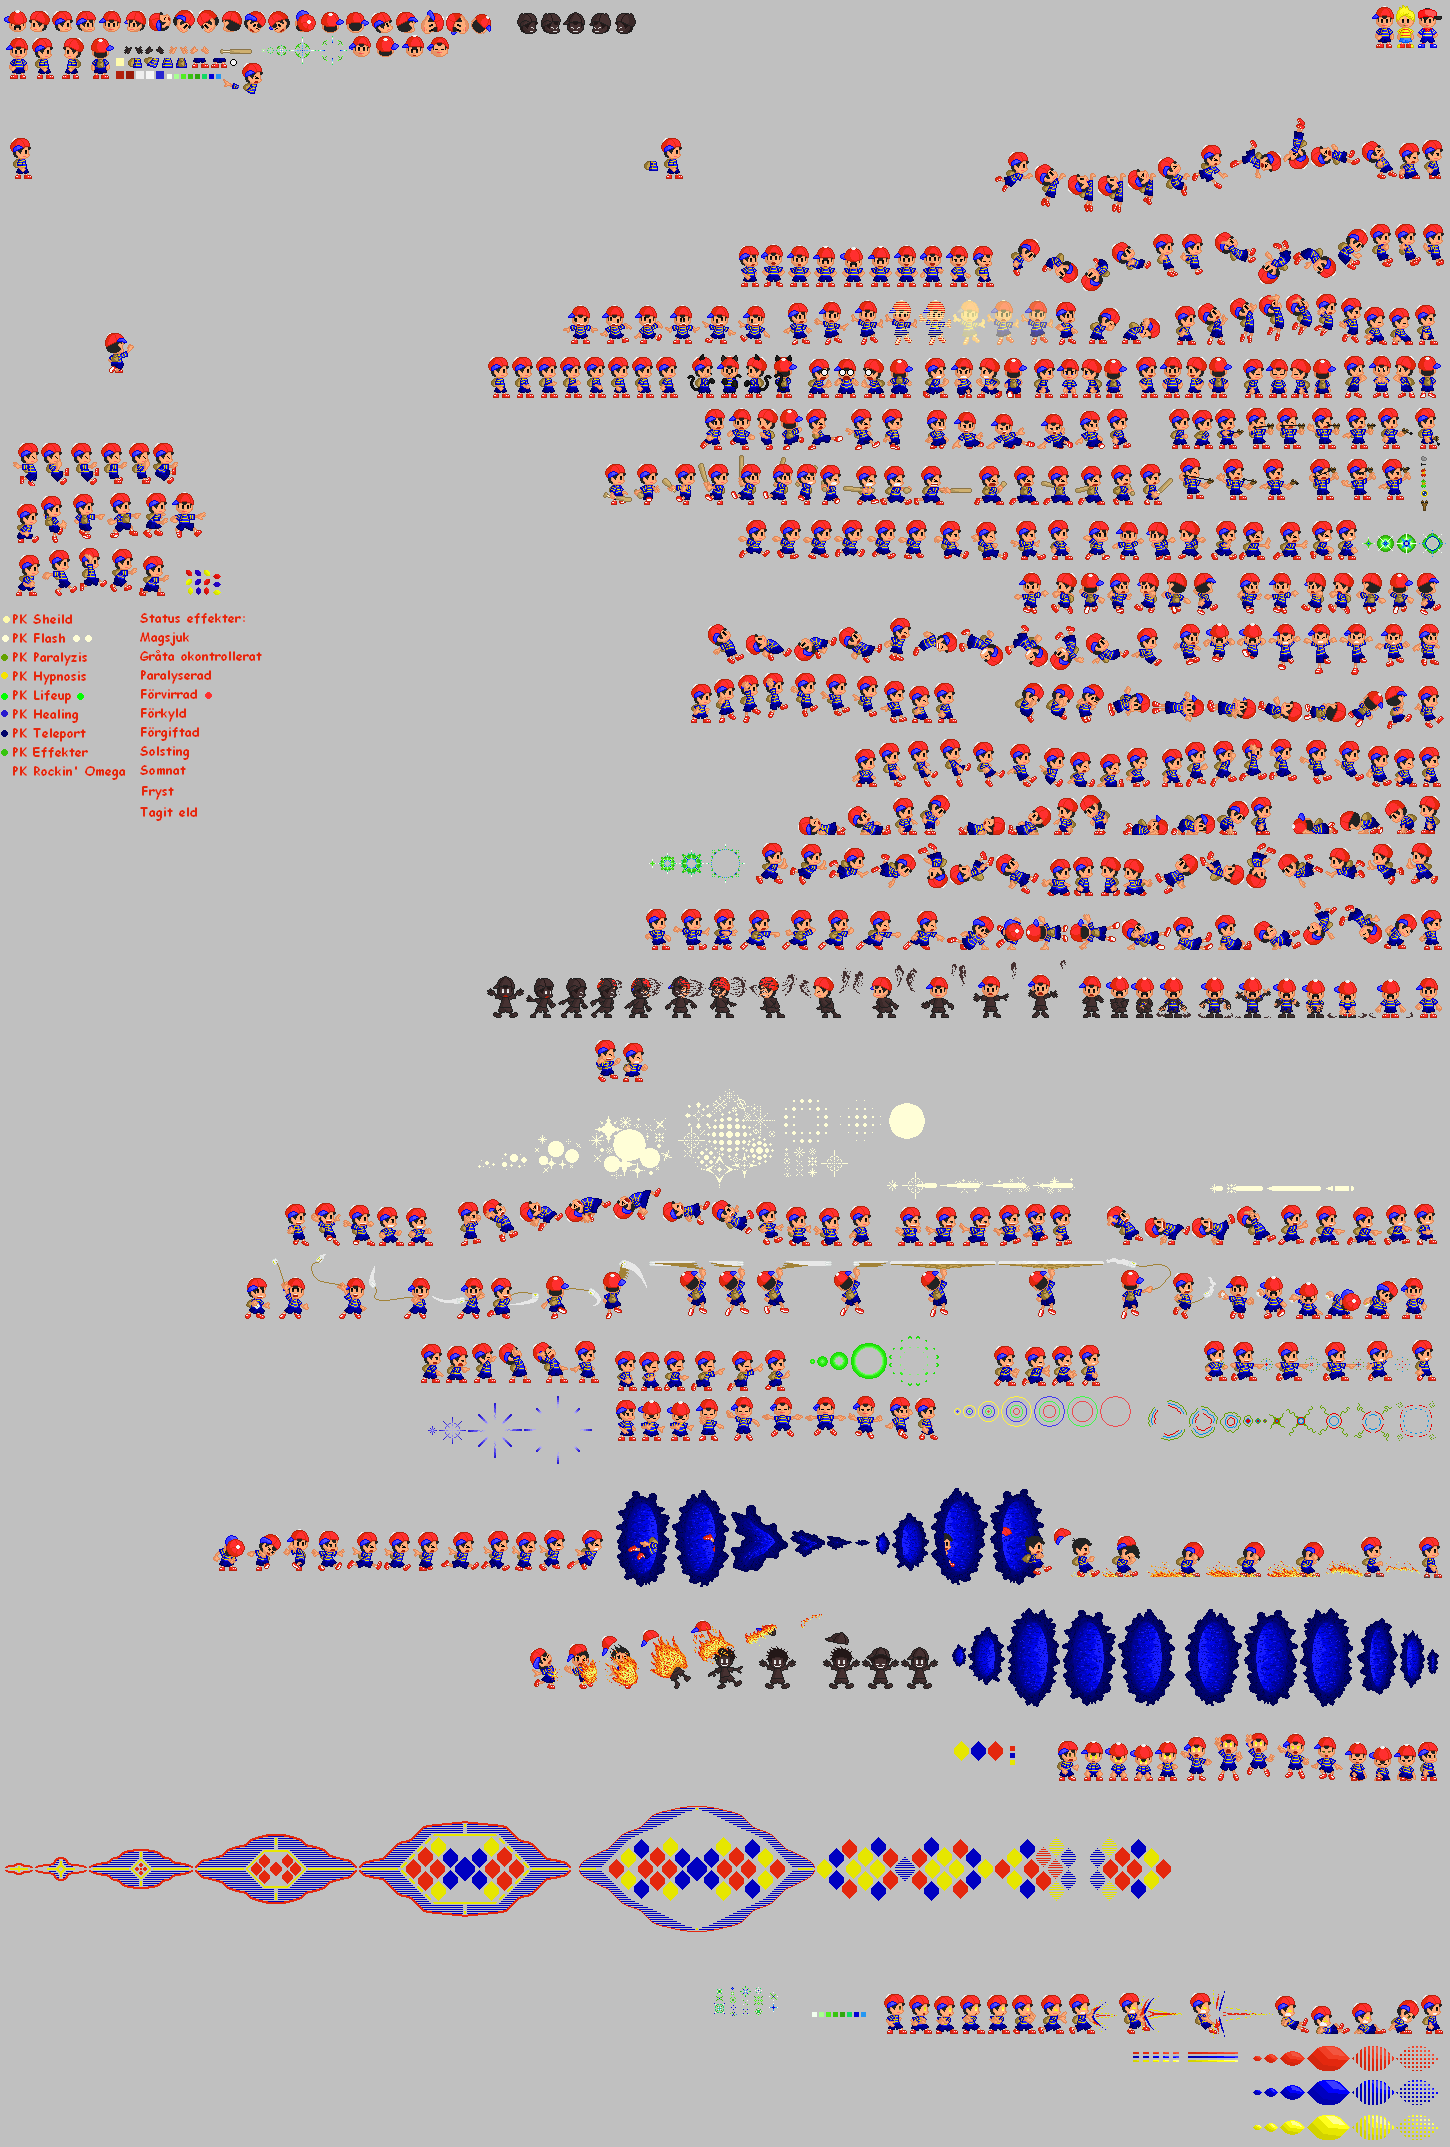 PK Sheild
PK Flash
PK Paralyzis
PK Hypnosis
PK Lifeup
PK Healing
PK Teleport
PK Effekter
PK Rockin' Omega
Status effekter:
Magsjuk
Gråta okontrollerat
Paralyserad
Förvirrad
Förkyld
Förgiftad
Solsting
Somnat
Fryst
Tagit eld